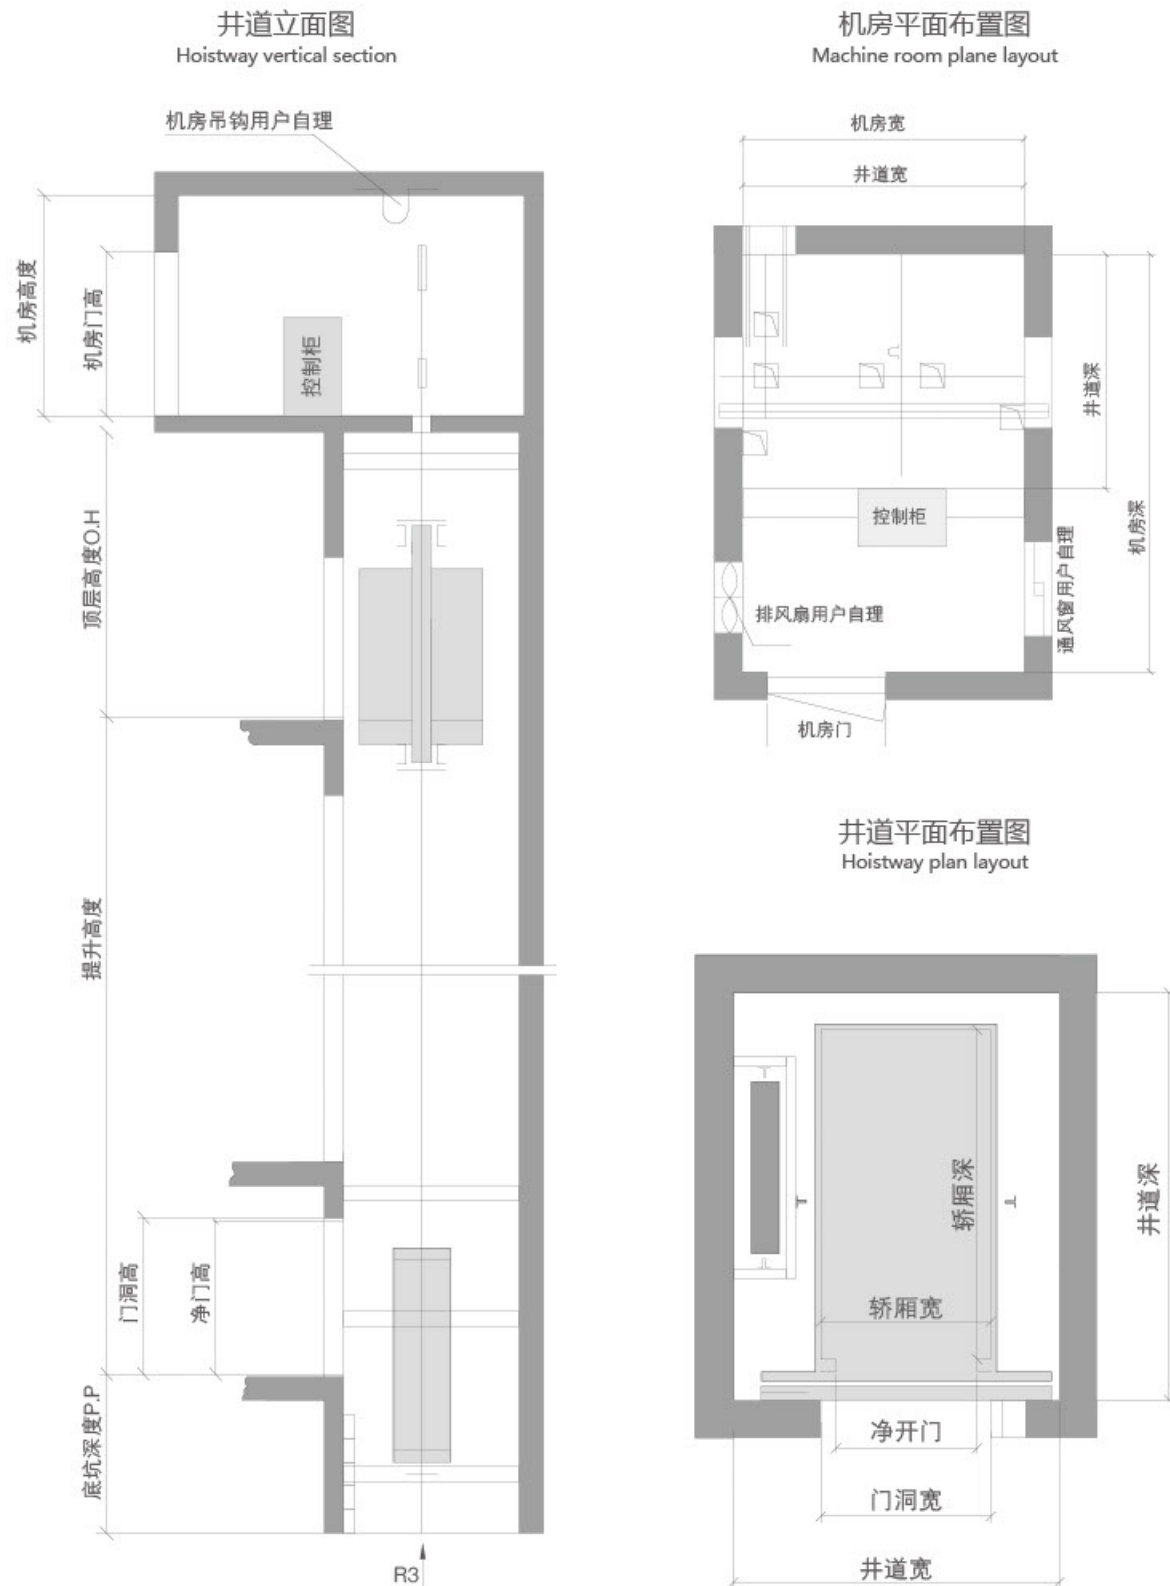 井道立面图
Hoistway vertical section
机房吊钩用户自理
机房高度
机房门高
控制柜
顶层高度O.H
提升高度
门洞高
净门高
底坑深度P.P
R3
机房平面布置图
Machine room plane layout
机房宽
井道宽
井道深
机房深
控制柜
排风扇用户自理
通风窗用户自理
机房门
井道平面布置图
Hoistway plan layout
轿厢深
轿厢宽
井道深
净开门
门洞宽
井道宽